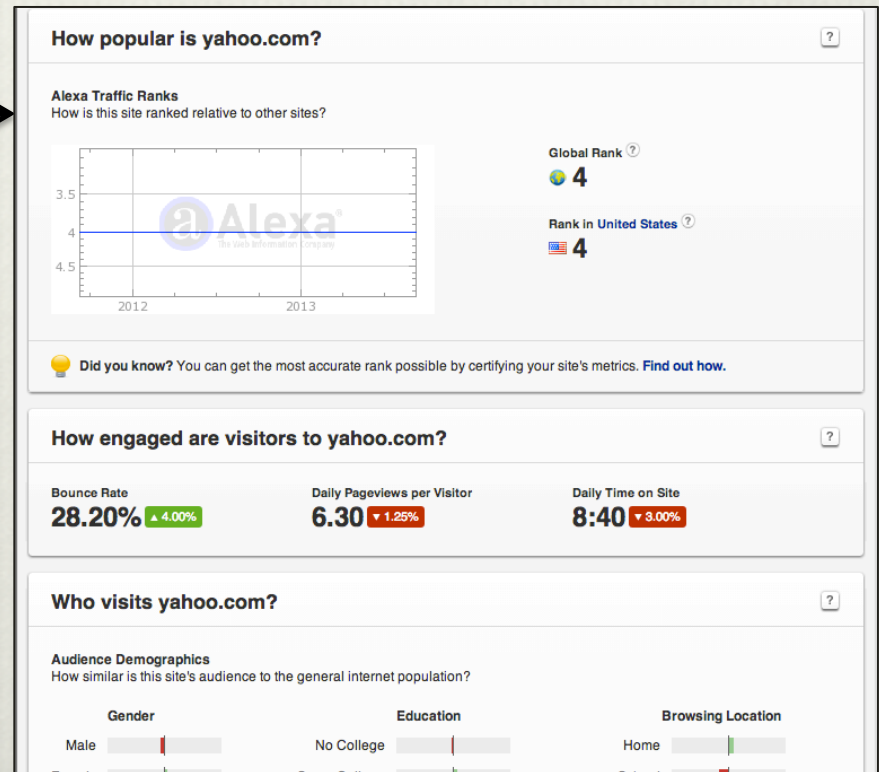 How popular is yahoo.com?
?
Alexa Traffic Ranks
How is this site ranked relative to other sites?
3.5
4
4.5
2012
2013
a Alexa®
The Web Information Company
Global Rank ?
4
Rank in United States ?
4
Did you know? You can get the most accurate rank possible by certifying your site's metrics. Find out how.
How engaged are visitors to yahoo.com?
?
Bounce Rate
28.20% ▲ 4.00%
Daily Pageviews per Visitor
6.30 ▼ 1.25%
Daily Time on Site
8:40 ▼ 3.00%
Who visits yahoo.com?
?
Audience Demographics
How similar is this site's audience to the general internet population?
Gender
Male
Education
No College
Browsing Location
Home